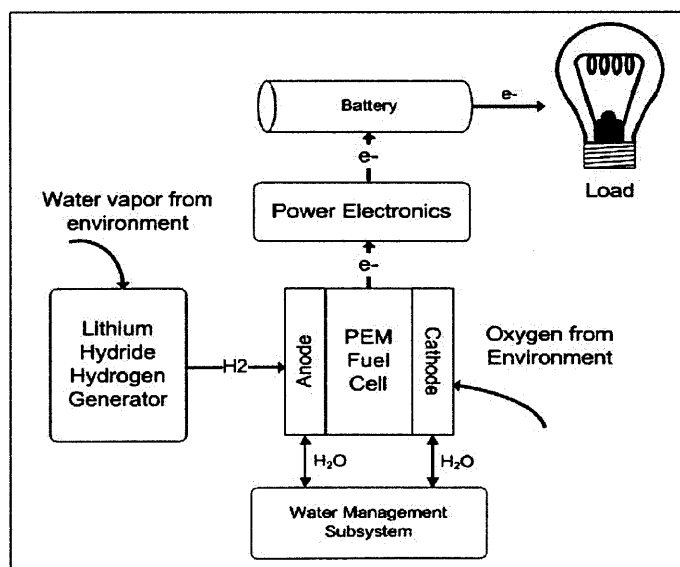 Battery
e-
Load
e-
Power Electronics
e-
Water vapor from
environment
Lithium
Hydride
Hydrogen
Generator
H2
Anode
PEM
Fuel
Cell
Cathode
Oxygen from
Environment
H₂O
H₂O
Water Management
Subsystem